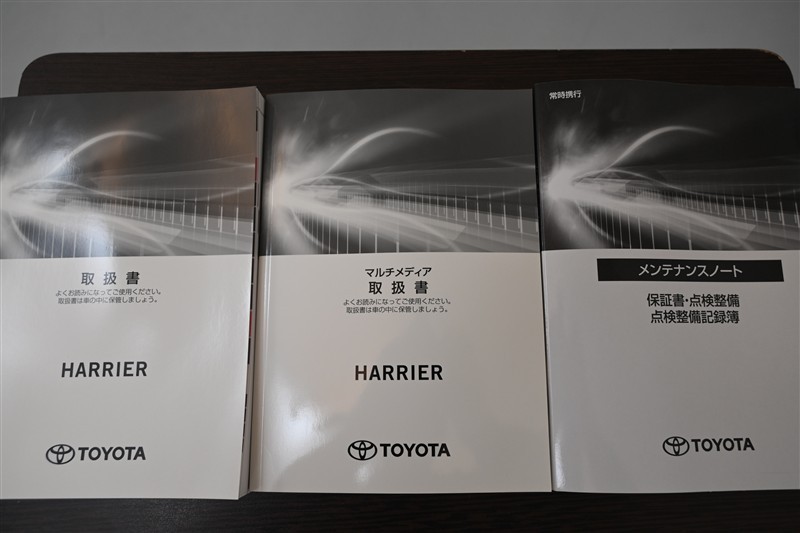 取扱書
よくお読みになってご使用ください。
取扱書は車の中に保管しましょう。
HARRIER
TOYOTA
マルチメディア
取扱書
よくお読みになってご使用ください。
取扱書は車の中に保管しましょう。
HARRIER
TOYOTA
常時携行
メンテナンスノート
保証書・点検整備
点検整備記録簿
TOYOTA